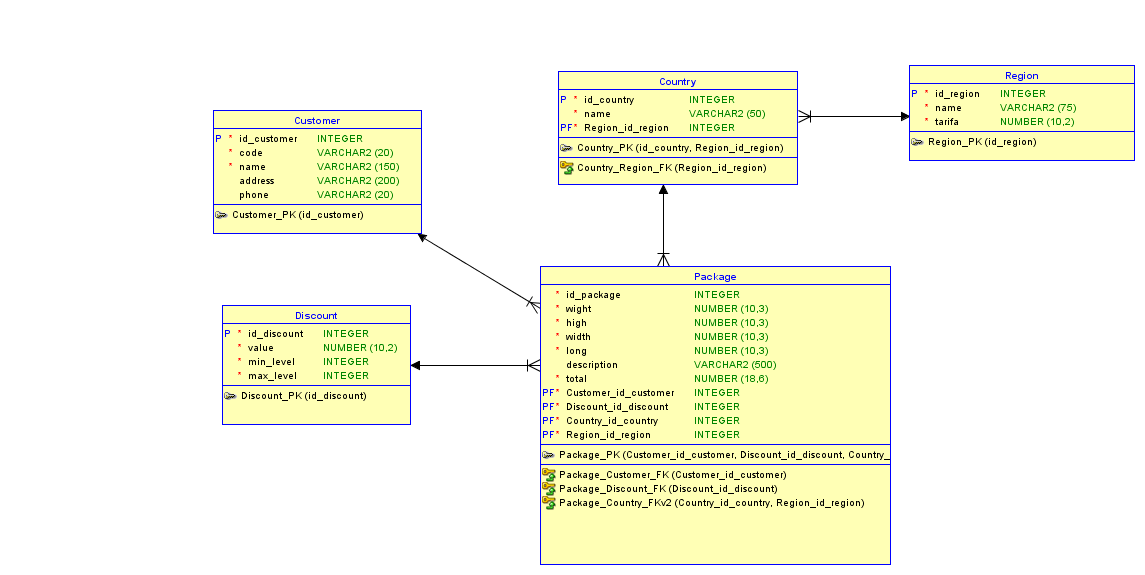 Country
P * id_country INTEGER
* name VARCHAR2 (50)
PF* Region_id_region INTEGER
Country_PK (id_country, Region_id_region)
Country_Region_FK (Region_id_region)
Region
P * id_region INTEGER
* name VARCHAR2 (75)
* tarifa NUMBER (10,2)
Region_PK (id_region)
Customer
P * id_customer INTEGER
* code VARCHAR2 (20)
* name VARCHAR2 (150)
address VARCHAR2 (200)
phone VARCHAR2 (20)
Customer_PK (id_customer)
Discount
P * id_discount INTEGER
* value NUMBER (10,2)
* min_level INTEGER
* max_level INTEGER
Discount_PK (id_discount)
Package
* id_package INTEGER
* wight NUMBER (10,3)
* high NUMBER (10,3)
* width NUMBER (10,3)
* long NUMBER (10,3)
description VARCHAR2 (500)
* total NUMBER (18,6)
PF* Customer_id_customer INTEGER
PF* Discount_id_discount INTEGER
PF* Country_id_country INTEGER
PF* Region_id_region INTEGER
Package_PK (Customer_id_customer, Discount_id_discount, Country_
Package_Customer_FK (Customer_id_customer)
Package_Discount_FK (Discount_id_discount)
Package_Country_FKv2 (Country_id_country, Region_id_region)